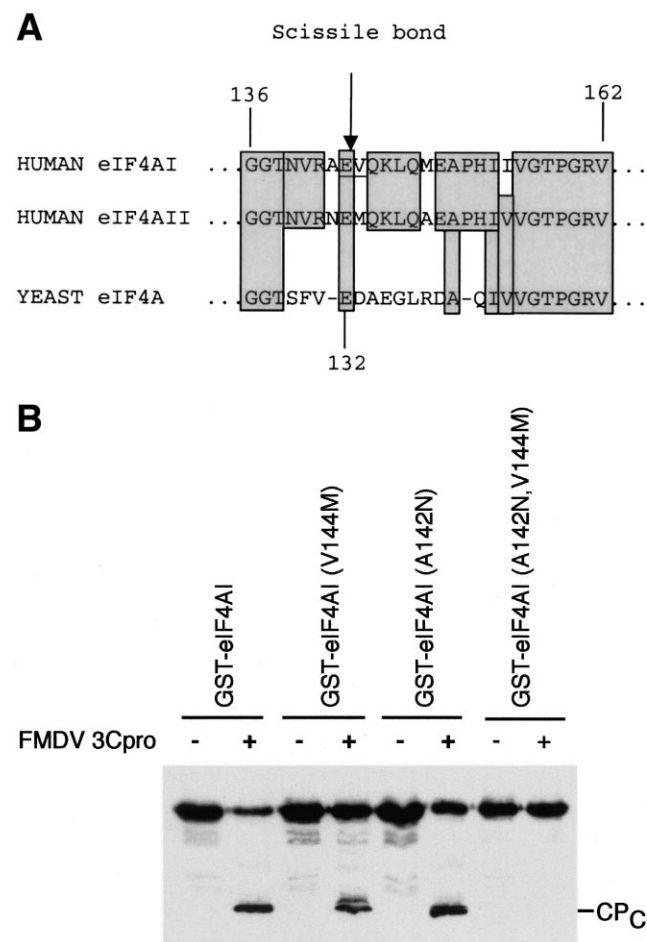 A
Scissile bond
136
162
HUMAN eIF4AI ...GGTNVRAEVQKLQMEAPHIIVGTPGRV...
HUMAN eIF4AII ...GGTNVRNEMQKLQAEAPHIVVGTPGRV...
YEAST eIF4A ...GGTSFV-EDAEGLRDA-QIVVGTPGRV...
132
B
GST-eIF4AI
GST-eIF4AI (V144M)
GST-eIF4AI (A142N)
GST-eIF4AI (A142N,V144M)
FMDV 3Cpro - + - + - + - +
CPC